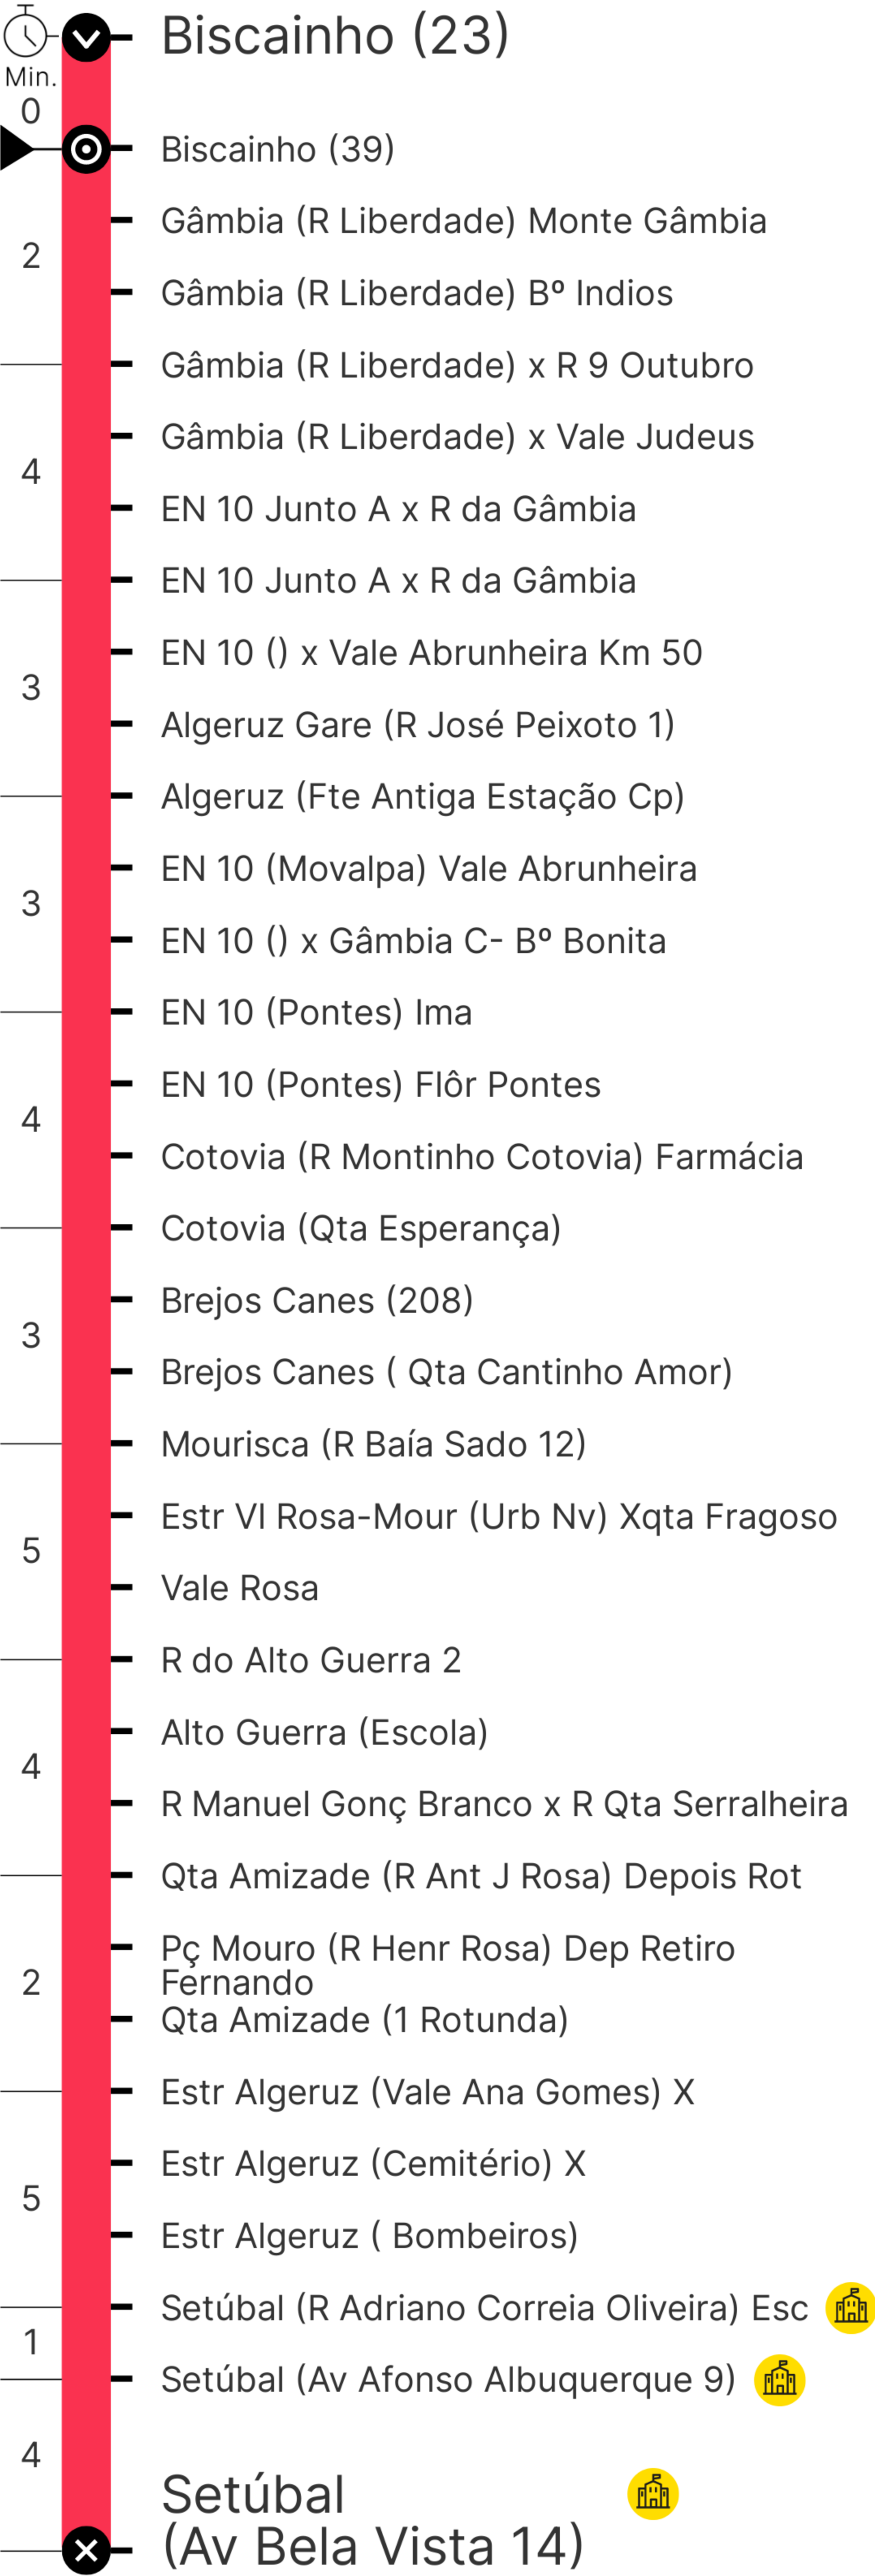 Biscainho (23)
Min.
0
Biscainho (39)
Gâmbia (R Liberdade) Monte Gâmbia
2
Gâmbia (R Liberdade) Bº Indios
Gâmbia (R Liberdade) x R 9 Outubro
Gâmbia (R Liberdade) x Vale Judeus
4
EN 10 Junto A x R da Gâmbia
EN 10 Junto A x R da Gâmbia
EN 10 () x Vale Abrunheira Km 50
3
Algeruz Gare (R José Peixoto 1)
Algeruz (Fte Antiga Estação Cp)
EN 10 (Movalpa) Vale Abrunheira
3
EN 10 () x Gâmbia C- Bº Bonita
EN 10 (Pontes) Ima
EN 10 (Pontes) Flôr Pontes
4
Cotovia (R Montinho Cotovia) Farmácia
Cotovia (Qta Esperança)
Brejos Canes (208)
3
Brejos Canes ( Qta Cantinho Amor)
Mourisca (R Baía Sado 12)
Estr Vl Rosa-Mour (Urb Nv) Xqta Fragoso
5
Vale Rosa
R do Alto Guerra 2
Alto Guerra (Escola)
4
R Manuel Gonç Branco x R Qta Serralheira
Qta Amizade (R Ant J Rosa) Depois Rot
Pç Mouro (R Henr Rosa) Dep Retiro
Fernando
2
Qta Amizade (1 Rotunda)
Estr Algeruz (Vale Ana Gomes) X
Estr Algeruz (Cemitério) X
5
Estr Algeruz ( Bombeiros)
Setúbal (R Adriano Correia Oliveira) Esc
1
Setúbal (Av Afonso Albuquerque 9)
4
Setúbal
(Av Bela Vista 14)